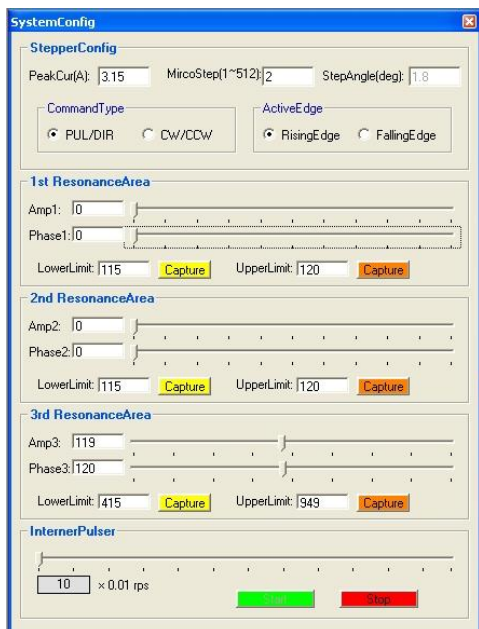 SystemConfig
StepperConfig
PeakCur(A): 3.15 MircoStep(1~512): 2 StepAngle(deg): 1.8
CommandType ActiveEdge
PUL/DIR CW/CCW RisingEdge FallingEdge
1st ResonanceArea
Amp1: 0
Phase1: 0
LowerLimit: 115 Capture UpperLimit: 120 Capture
2nd ResonanceArea
Amp2: 0
Phase2: 0
LowerLimit: 115 Capture UpperLimit: 120 Capture
3rd ResonanceArea
Amp3: 119
Phase3: 120
LowerLimit: 415 Capture UpperLimit: 949 Capture
InternerPulser
10 × 0.01 rps Start Stop